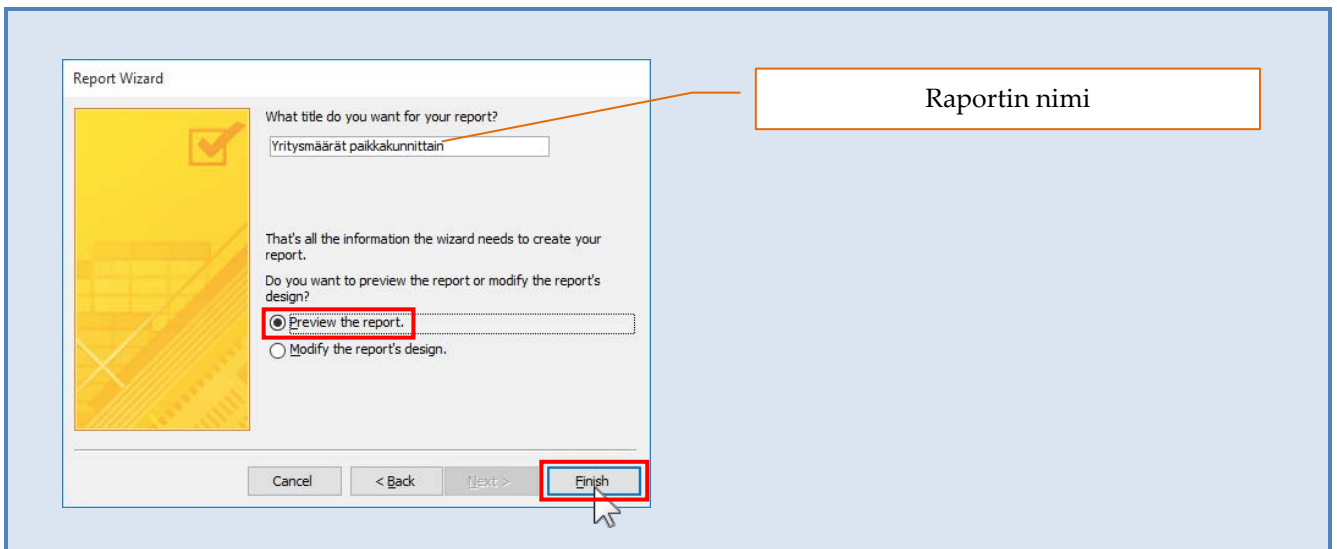 Report Wizard
What title do you want for your report?
Yritysmäärät paikkakunnittain
Raportin nimi
That's all the information the wizard needs to create your
report.
Do you want to preview the report or modify the report's
design?
Preview the report.
Modify the report's design.
Cancel
< Back
Next >
Finish